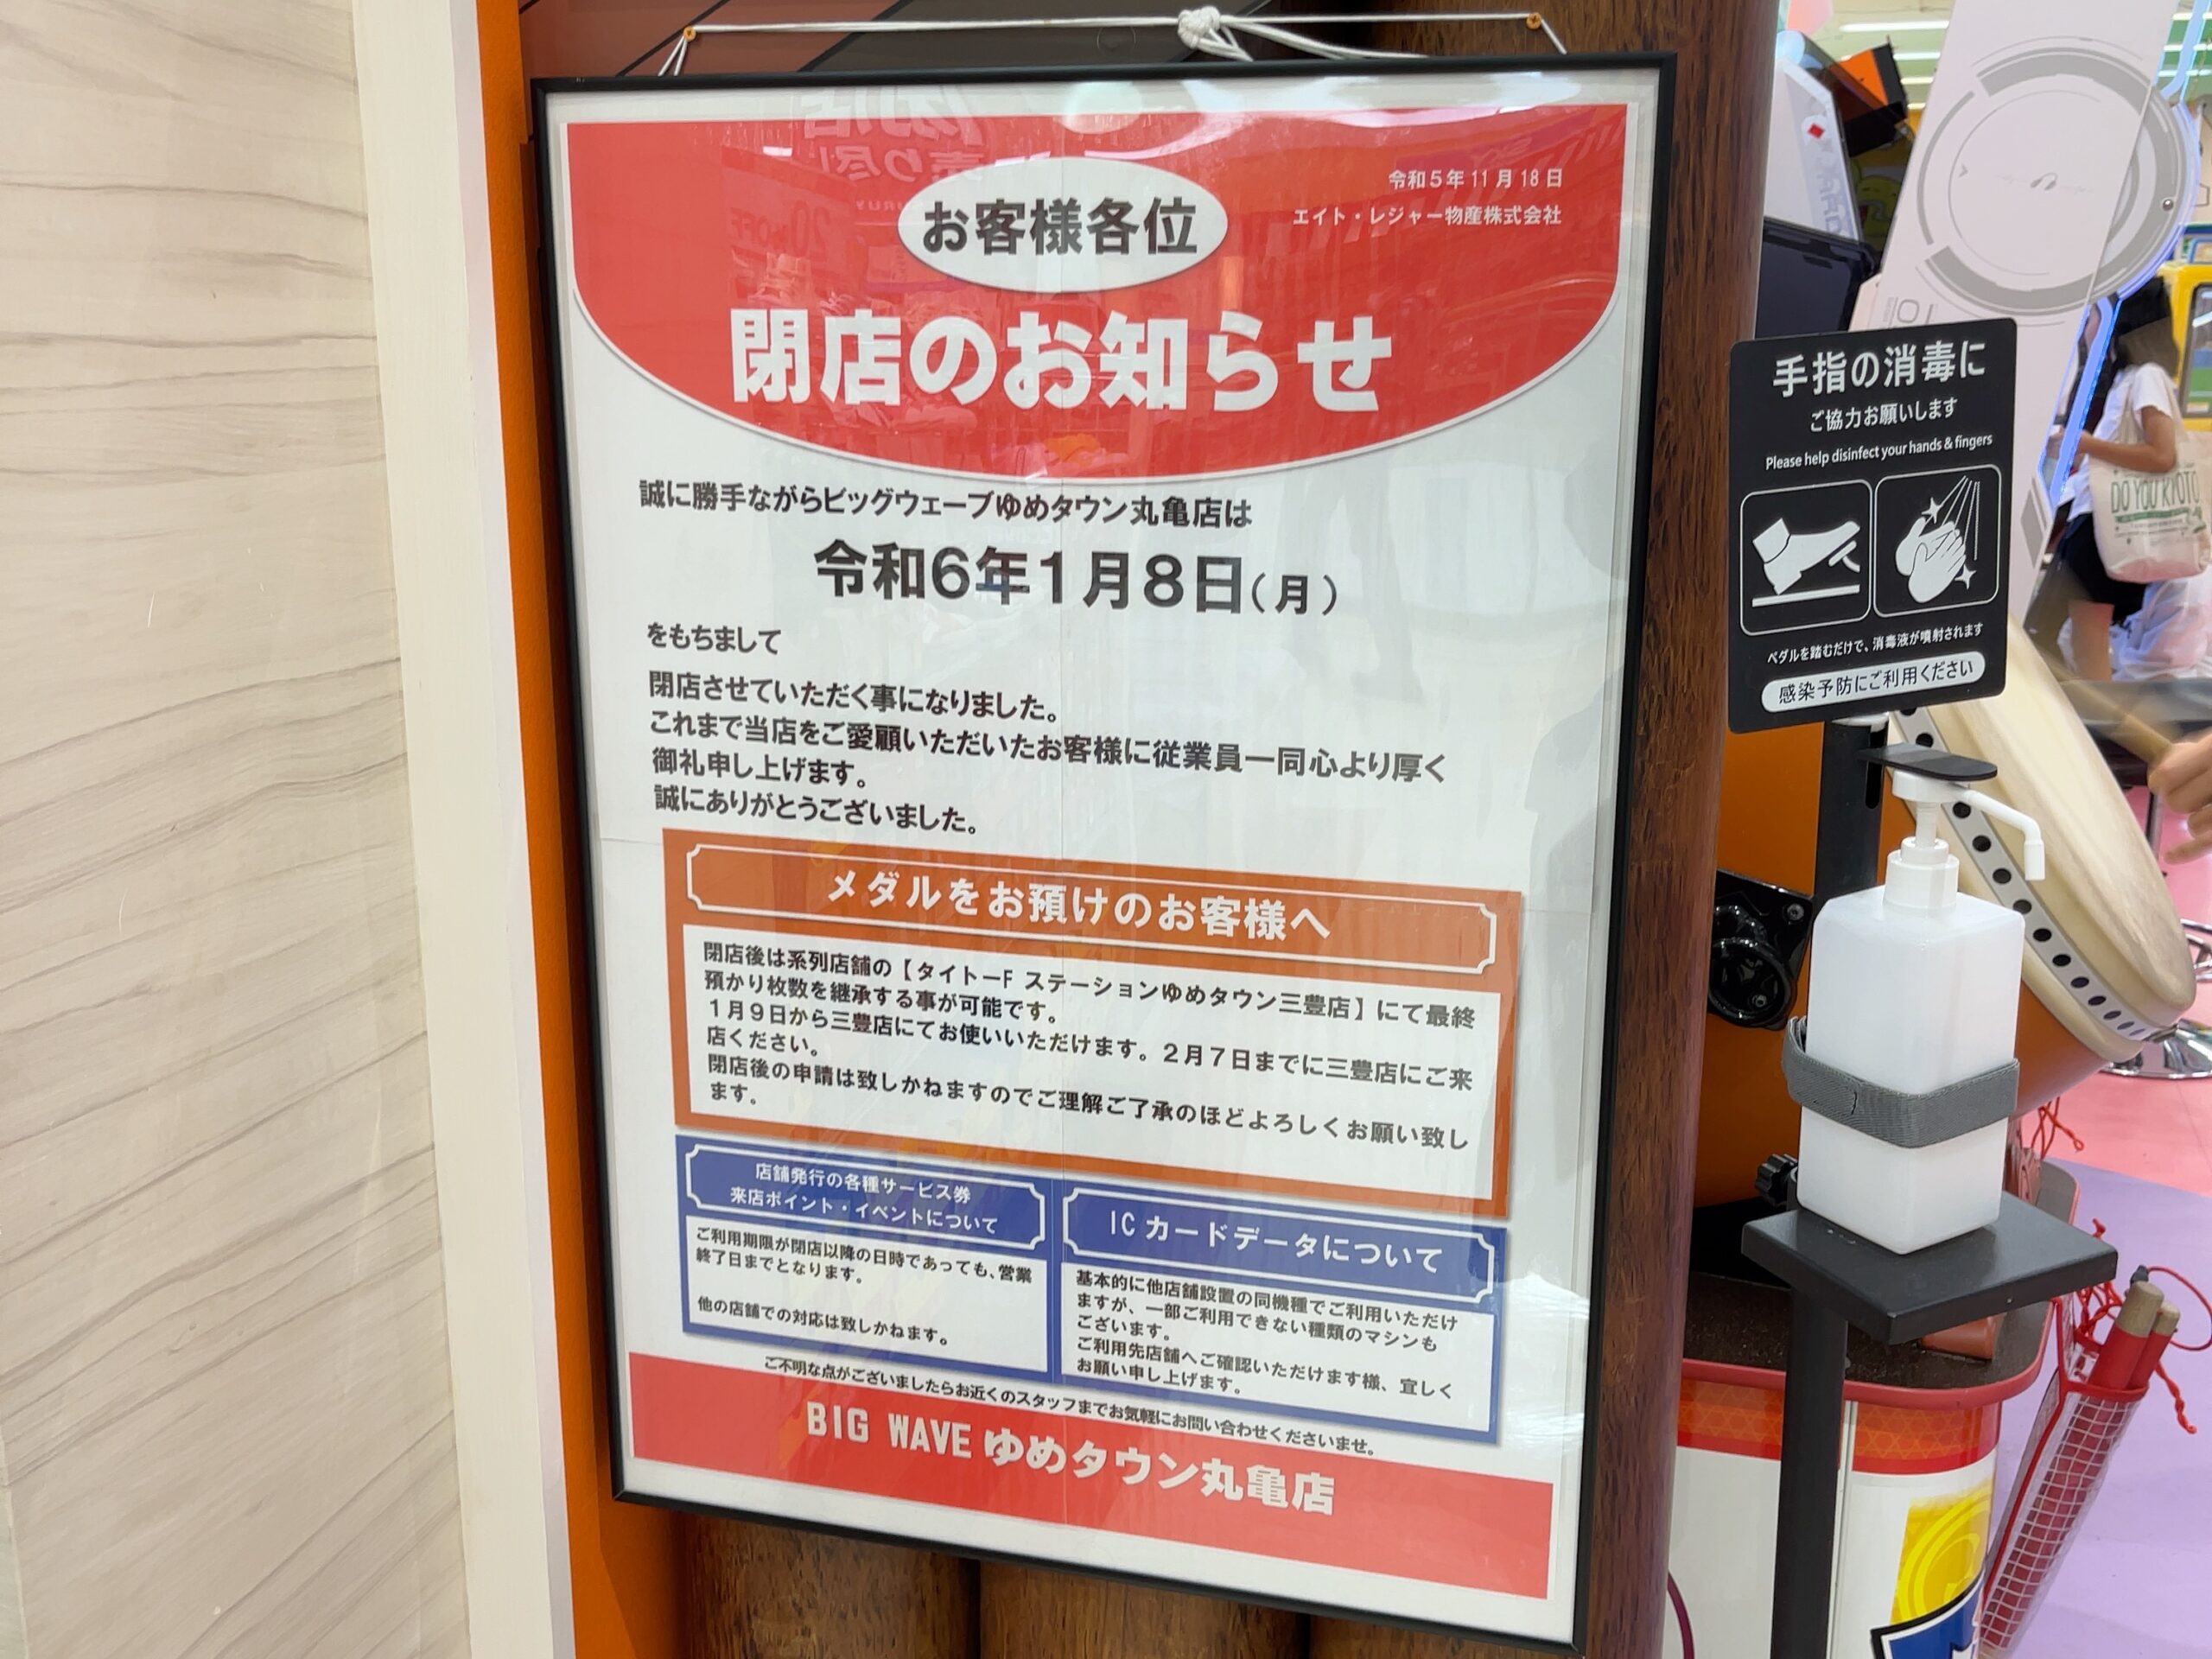 令和5年11月18日
エイト・レジャー物産株式会社
お客様各位
閉店のお知らせ
誠に勝手ながらビッグウェーブゆめタウン丸亀店は
令和6年1月8日(月)
をもちまして
閉店させていただく事になりました。
これまで当店をご愛顧いただいたお客様に従業員一同心より厚く
御礼申し上げます。
誠にありがとうございました。
メダルをお預けのお客様へ
閉店後は系列店舗の【タイトーF ステーションゆめタウン三豊店】にて最終
預かり枚数を継承する事が可能です。
1月9日から三豊店にてお使いいただけます。2月7日までに三豊店にご来
店ください。
閉店後の申請は致しかねますのでご理解ご了承のほどよろしくお願い致し
ます。
店舗発行の各種サービス券
来店ポイント・イベントについて
ご利用期限が閉店以降の日時であっても、営業
終了日までとなります。
他の店舗での対応は致しかねます。
ICカードデータについて
基本的に他店舗設置の同機種でご利用いただけ
ますが、一部ご利用できない種類のマシンも
ございます。
ご利用先店舗へご確認いただけます様、宜しく
お願い申し上げます。
ご不明な点がございましたらお近くのスタッフまでお気軽にお問い合わせくださいませ。
BIG WAVE ゆめタウン丸亀店
手指の消毒に
ご協力お願いします
Please help disinfect your hands & fingers
ペダルを踏むだけで、消毒液が噴射されます
感染予防にご利用ください
DO YOU KYOTO